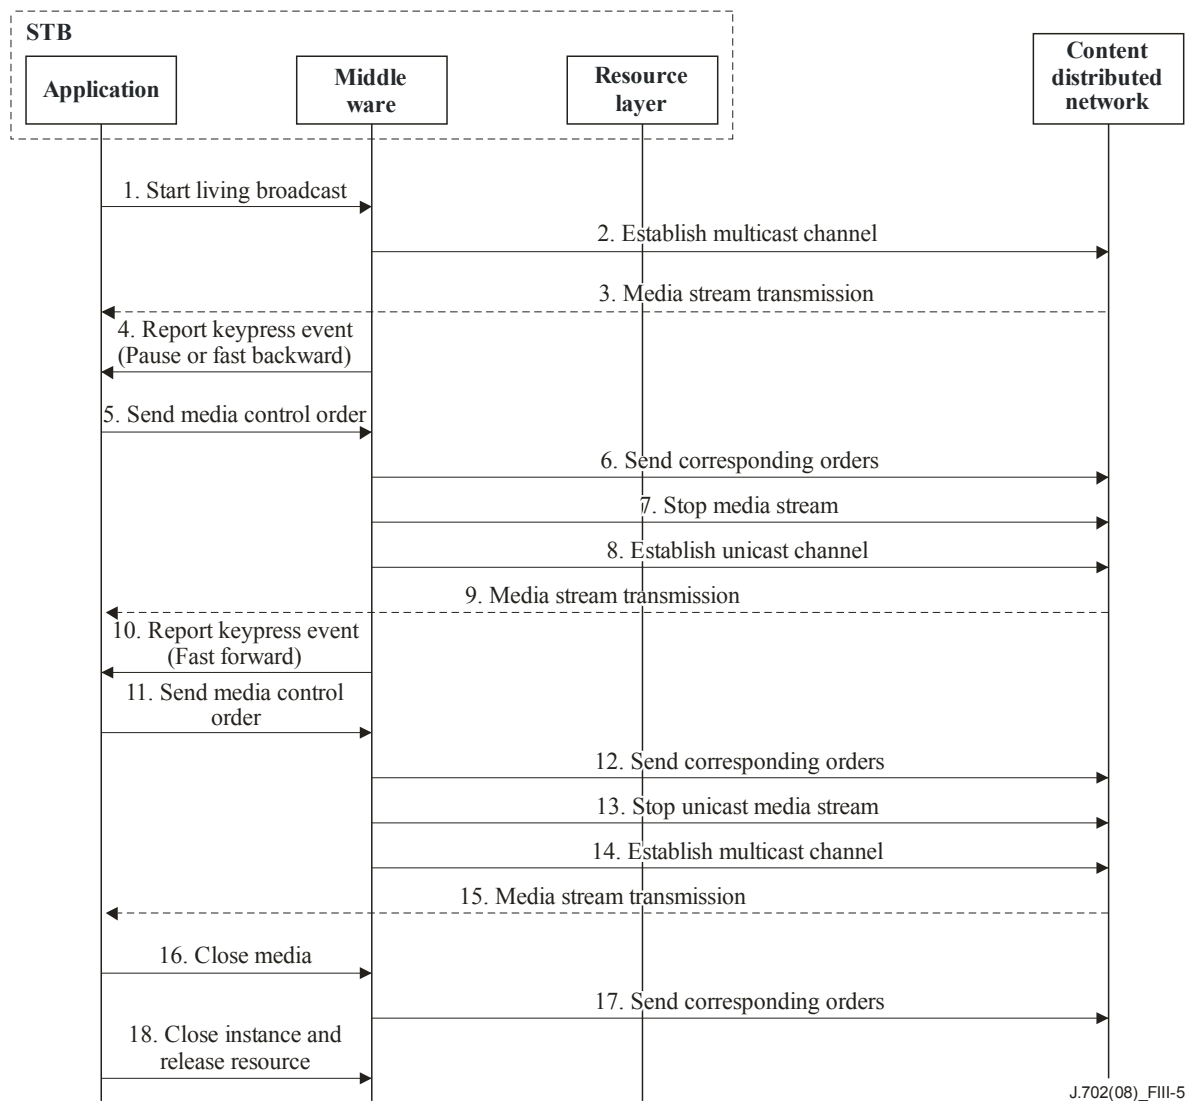 STB
Application
Middle
ware
Resource
layer
Content
distributed
network
1. Start living broadcast
2. Establish multicast channel
3. Media stream transmission
4. Report keypress event
(Pause or fast backward)
5. Send media control order
6. Send corresponding orders
7. Stop media stream
8. Establish unicast channel
9. Media stream transmission
10. Report keypress event
(Fast forward)
11. Send media control
order
12. Send corresponding orders
13. Stop unicast media stream
14. Establish multicast channel
15. Media stream transmission
16. Close media
17. Send corresponding orders
18. Close instance and
release resource
J.702(08)_FIII-5